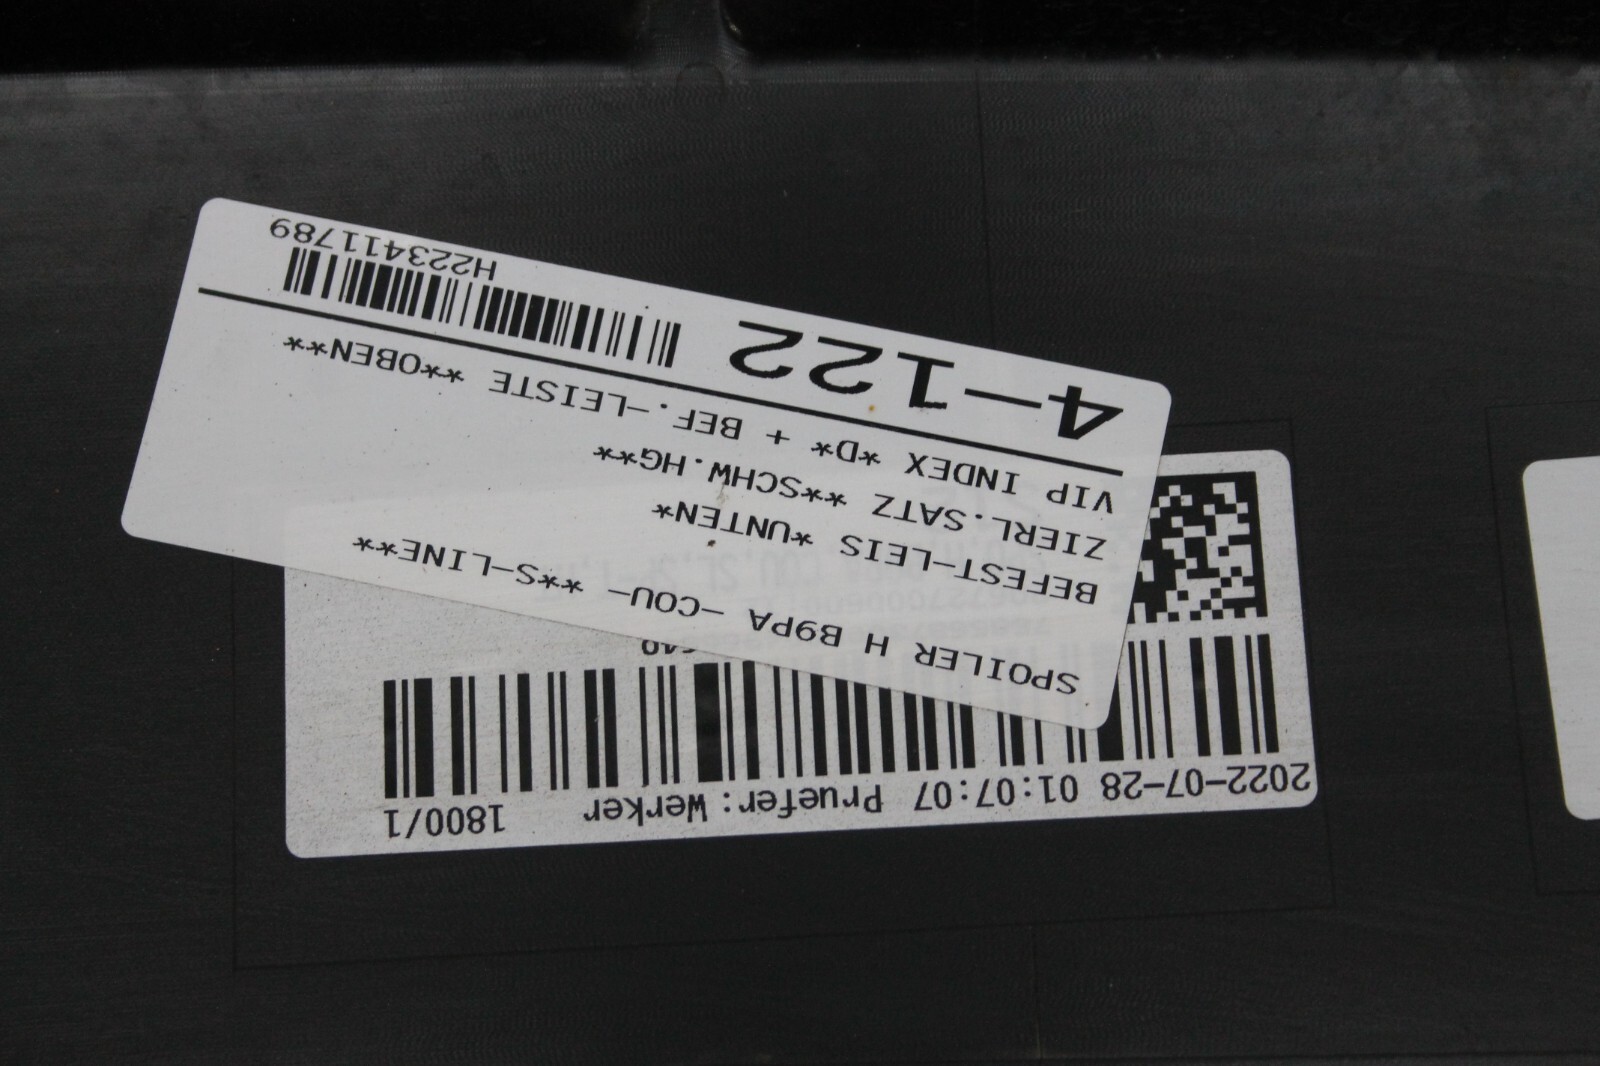 2022-07-28 01:07:07 Pruefer:Werker 1800/1
SPOILER H B9PA -COU- **S-LINE**
BEFEST-LEIS *UNTEN*
ZIERL.SATZ **SCHW.HG**
VIP INDEX *D* + BEF.-LEISTE **OBEN**
4-122
H223411789